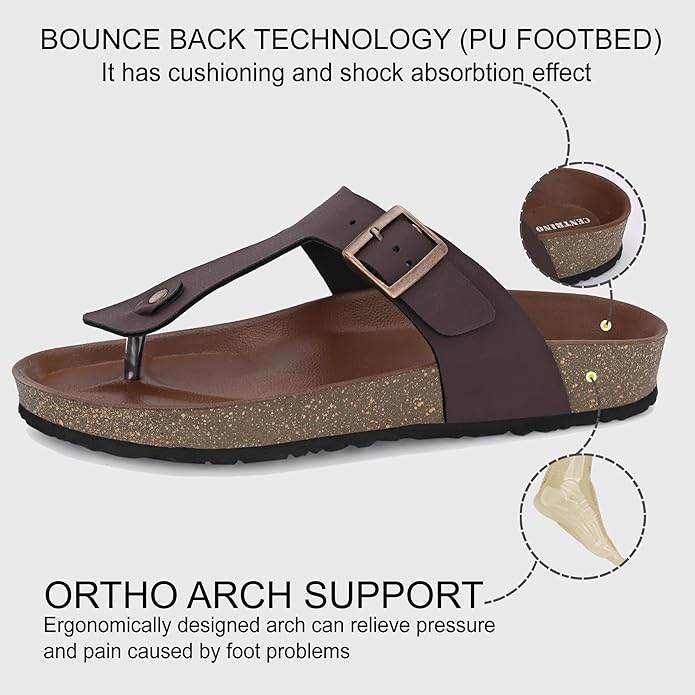 BOUNCE BACK TECHNOLOGY (PU FOOTBED)
It has cushioning and shock absorbtion effect
CENTRINO
ORTHO ARCH SUPPORT
Ergonomically designed arch can relieve pressure
and pain caused by foot problems